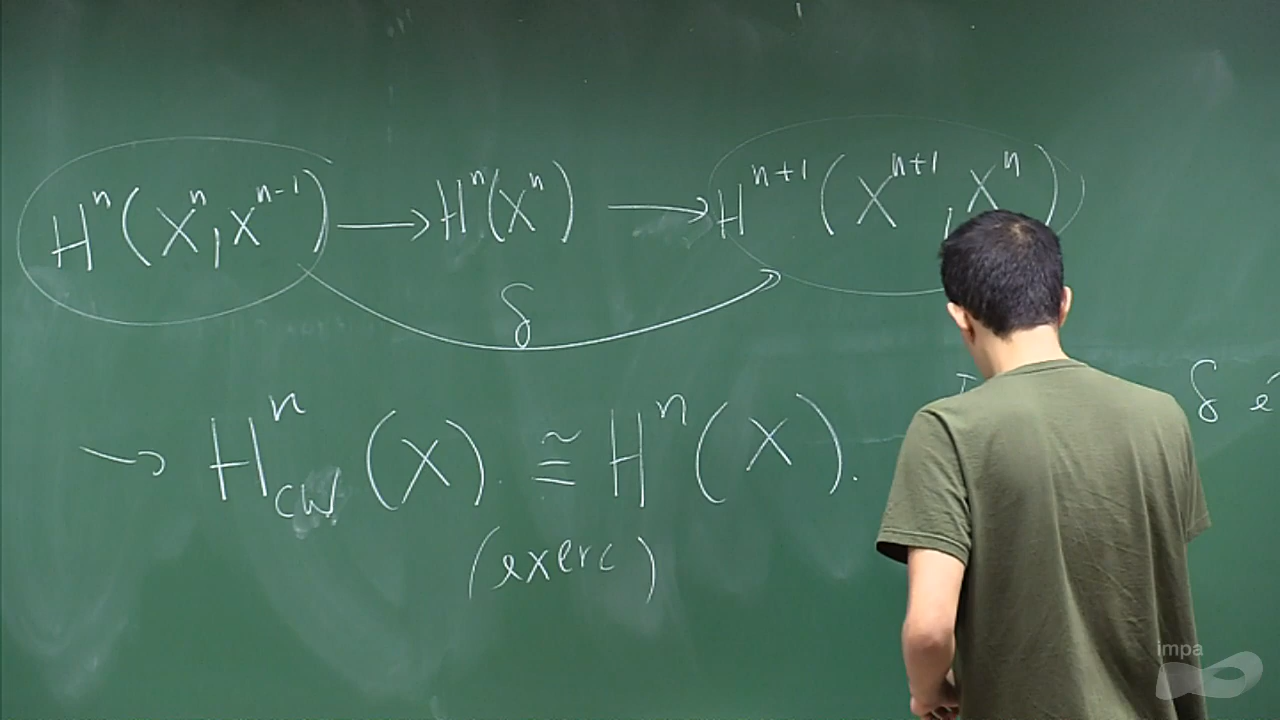 Hⁿ(Xⁿ, Xⁿ⁻¹) → Hⁿ(Xⁿ) → Hⁿ⁺¹(Xⁿ⁺¹, Xⁿ)
δ
→ Hⁿ_CW(X) ≅ Hⁿ(X).
δ é
(exerc)
impa